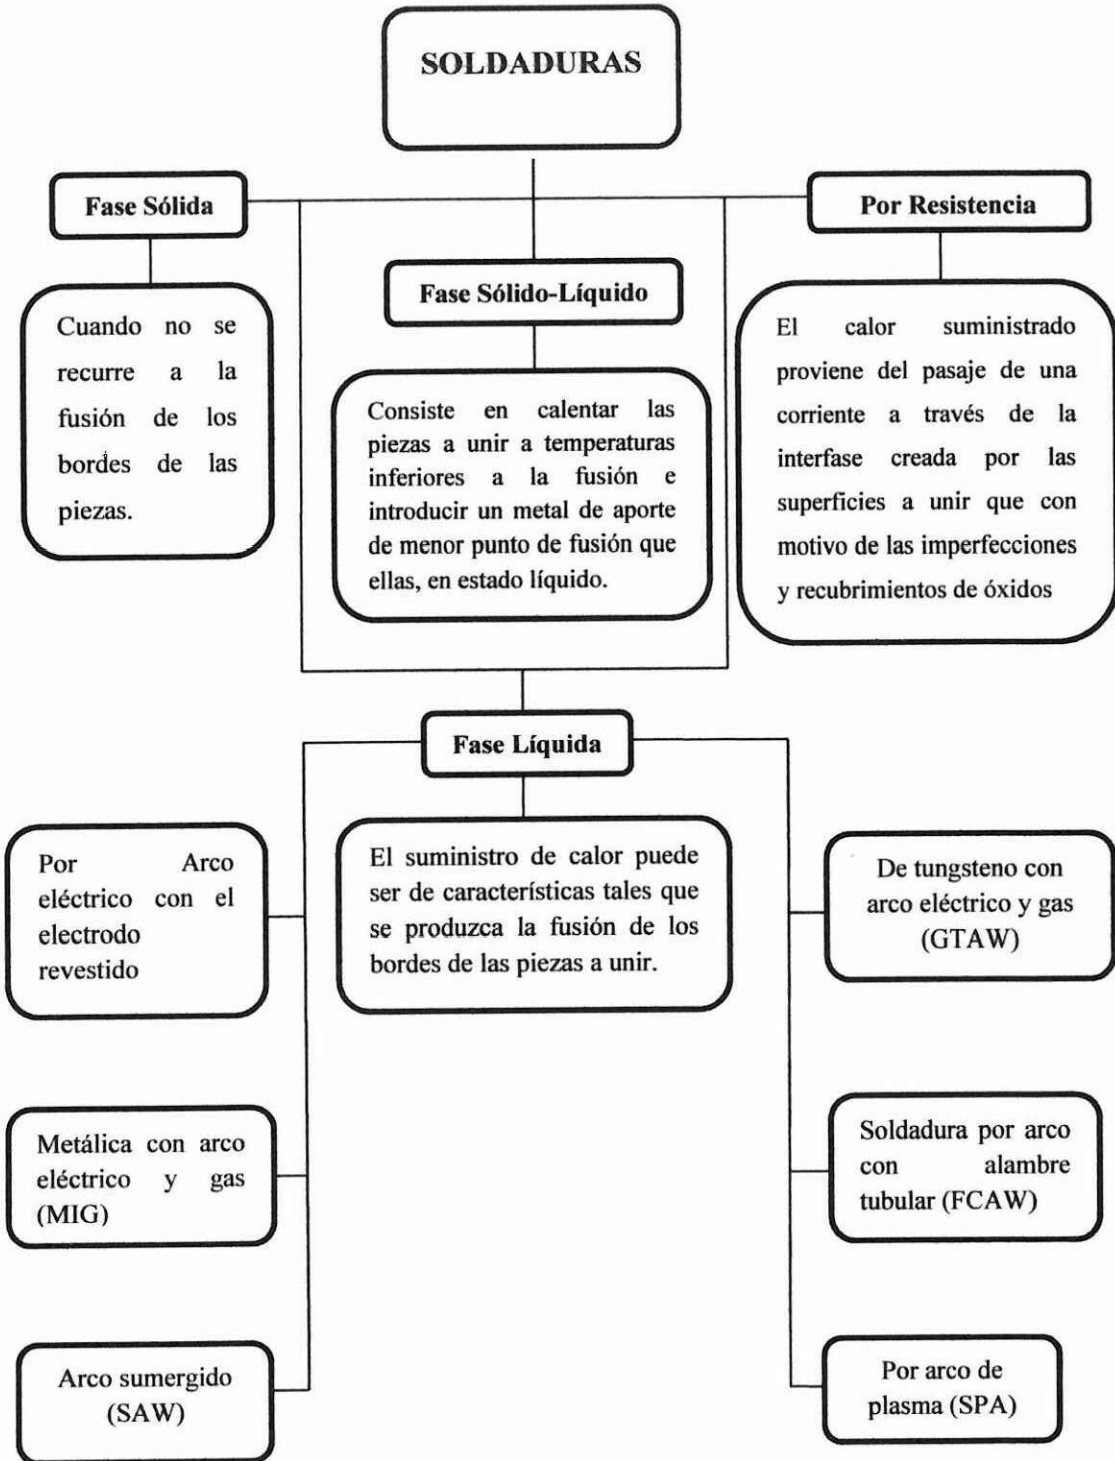 SOLDADURAS
Fase Sólida
Por Resistencia
Fase Sólido-Líquido
Cuando no se
recurre a la
fusión de los
bordes de las
piezas.
Consiste en calentar las
piezas a unir a temperaturas
inferiores a la fusión e
introducir un metal de aporte
de menor punto de fusión que
ellas, en estado líquido.
El calor suministrado
proviene del pasaje de una
corriente a través de la
interfase creada por las
superficies a unir que con
motivo de las imperfecciones
y recubrimientos de óxidos
Fase Líquida
El suministro de calor puede
ser de características tales que
se produzca la fusión de los
bordes de las piezas a unir.
Por Arco
eléctrico con el
electrodo
revestido
Metálica con arco
eléctrico y gas
(MIG)
Arco sumergido
(SAW)
De tungsteno con
arco eléctrico y gas
(GTAW)
Soldadura por arco
con alambre
tubular (FCAW)
Por arco de
plasma (SPA)